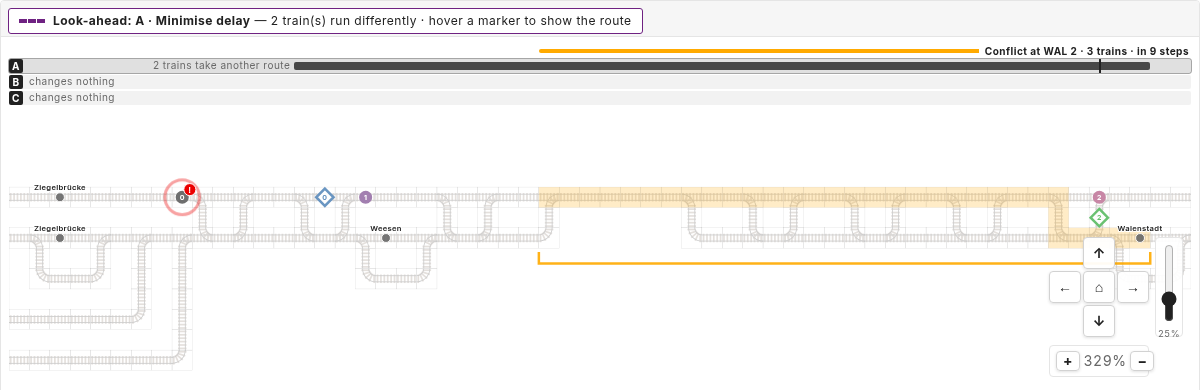 Look-ahead: A · Minimise delay — 2 train(s) run differently · hover a marker to show the route
Conflict at WAL 2 · 3 trains · in 9 steps
A 2 trains take another route
B changes nothing
C changes nothing
Ziegelbrücke
0 !
0
1
2
2
Ziegelbrücke
Weesen
Walenstadt
↑
← ⌂ →
↓
25%
+ 329% −